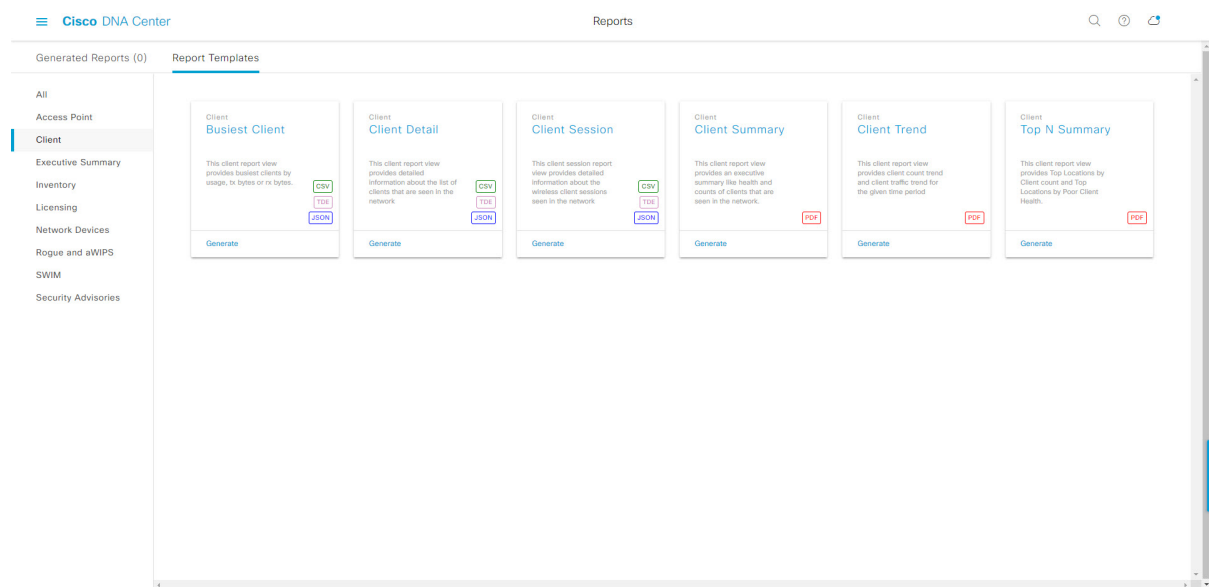 Cisco DNA Center
Reports
Generated Reports (0)
Report Templates
All
Access Point
Client
Executive Summary
Inventory
Licensing
Network Devices
Rogue and aWIPS
SWIM
Security Advisories
Client
Busiest Client
This client report view
provides busiest clients by
usage, tx bytes or rx bytes.
CSV
TDE
JSON
Generate
Client
Client Detail
This client report view
provides detailed
information about the list of
clients that are seen in the
network
CSV
TDE
JSON
Generate
Client
Client Session
This client session report
view provides detailed
information about the
wireless client sessions
seen in the network
CSV
TDE
JSON
Generate
Client
Client Summary
This client report view
provides an executive
summary like health and
counts of clients that are
seen in the network.
PDF
Generate
Client
Client Trend
This client report view
provides client count trend
and client traffic trend for
the given time period
PDF
Generate
Client
Top N Summary
This client report view
provides Top Locations by
Client count and Top
Locations by Poor Client
Health.
PDF
Generate